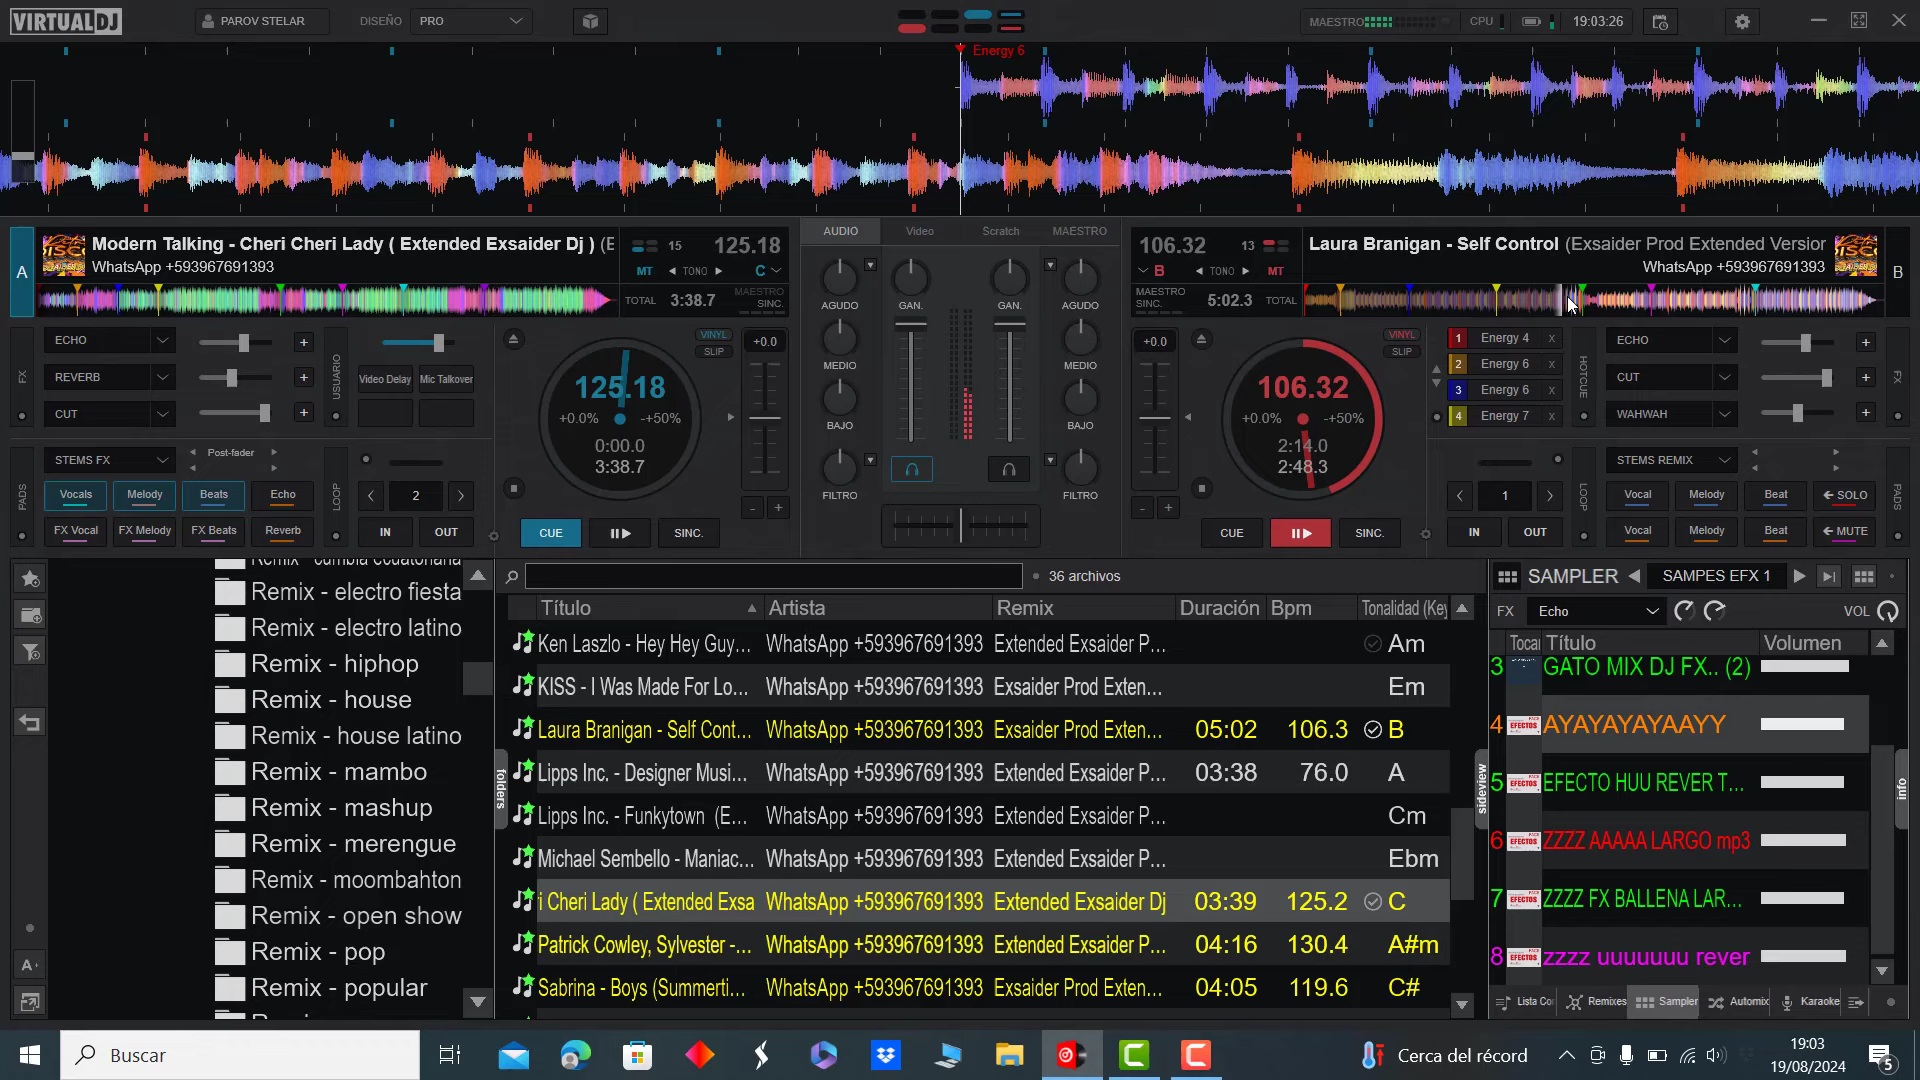 VIRTUALDJ
PAROV STELAR
DISEÑO PRO
MAESTRO CPU 19:03:26
Energy 6
A
Modern Talking - Cheri Cheri Lady ( Extended Exsaider Dj ) (E
WhatsApp +593967691393
15 125.18
MT TONO C
TOTAL 3:38.7 MAESTRO SINC.
AUDIO Video Scratch MAESTRO
106.32 13
B TONO MT
MAESTRO SINC. 5:02.3 TOTAL
Laura Branigan - Self Control (Exsaider Prod Extended Versior
WhatsApp +593967691393
B
FX
ECHO
REVERB
CUT
USUARIO
Video Delay Mic Talkover
125.18
+0.0% -+50%
0:00.0
3:38.7
VINYL
SLIP
+0.0
AGUDO GAN. GAN. AGUDO
MEDIO MEDIO
BAJO BAJO
FILTRO FILTRO
+0.0
106.32
+0.0% -+50%
2:14.0
2:48.3
VINYL
SLIP
1 Energy 4 x
2 Energy 6 x
3 Energy 6 x
4 Energy 7 x
HOTCUE
ECHO
CUT
WAHWAH
FX
PADS
STEMS FX Post-fader
Vocals Melody Beats Echo
FX Vocal FX Melody FX Beats Reverb
LOOP
2
IN OUT
CUE SINC.
- +
- +
CUE SINC.
1
IN OUT
LOOP
STEMS REMIX
Vocal Melody Beat SOLO
Vocal Melody Beat MUTE
PADS
Remix - cumbia ecuatoriana
Remix - electro fiesta
Remix - electro latino
Remix - hiphop
Remix - house
Remix - house latino
Remix - mambo
Remix - mashup
Remix - merengue
Remix - moombahton
Remix - open show
Remix - pop
Remix - popular
folders
36 archivos
Título Artista Remix Duración Bpm Tonalidad (Key
Ken Laszlo - Hey Hey Guy... WhatsApp +593967691393 Extended Exsaider P... Am
KISS - I Was Made For Lo... WhatsApp +593967691393 Exsaider Prod Exten... Em
Laura Branigan - Self Cont... WhatsApp +593967691393 Exsaider Prod Exten... 05:02 106.3 B
Lipps Inc. - Designer Musi... WhatsApp +593967691393 Extended Exsaider P... 03:38 76.0 A
Lipps Inc. - Funkytown (E... WhatsApp +593967691393 Extended Exsaider P... Cm
Michael Sembello - Maniac... WhatsApp +593967691393 Extended Exsaider P... Ebm
i Cheri Lady ( Extended Exsa WhatsApp +593967691393 Extended Exsaider Dj 03:39 125.2 C
Patrick Cowley, Sylvester -... WhatsApp +593967691393 Extended Exsaider P... 04:16 130.4 A#m
Sabrina - Boys (Summerti... WhatsApp +593967691393 Exsaider Prod Exten... 04:05 119.6 C#
sideview
SAMPLER SAMPES EFX 1
FX Echo VOL
Tocar Título Volumen
3 GATO MIX DJ FX.. (2)
4 AYAYAYAYAAYY
5 EFECTO HUU REVER T...
6 ZZZZ AAAAA LARGO mp3
7 ZZZZ FX BALLENA LAR...
8 zzzz uuuuuuu rever
info
Lista Cor Remixes Sampler Automix Karaoke
Buscar
Cerca del récord
19:03
19/08/2024
5